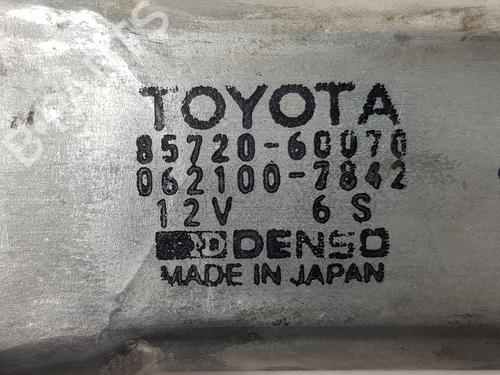 TOYOTA
85720-60070
062100-7842
12V 6S
DENSO
MADE IN JAPAN